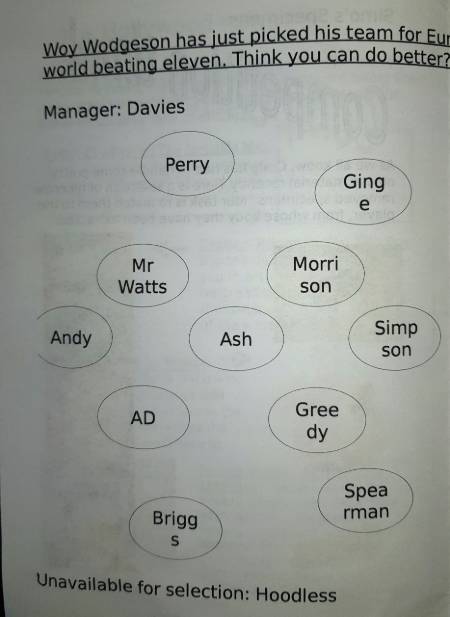 Woy Wodgeson has just picked his team for Eur
world beating eleven. Think you can do better?
Manager: Davies
Perry
Ging
e
Mr
Watts
Morri
son
Andy
Ash
Simp
son
AD
Gree
dy
Spea
rman
Brigg
s
Unavailable for selection: Hoodless